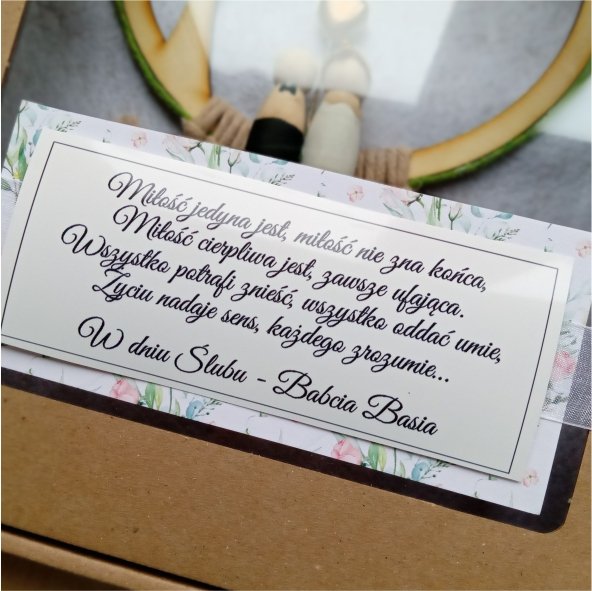 Miłość jedyna jest, miłość nie zna końca,
Miłość cierpliwa jest, zawsze ufająca.
Wszystko potrafi znieść, wszystko oddać umie,
Życiu nadaje sens, każdego zrozumie...
W dniu Ślubu - Babcia Basia